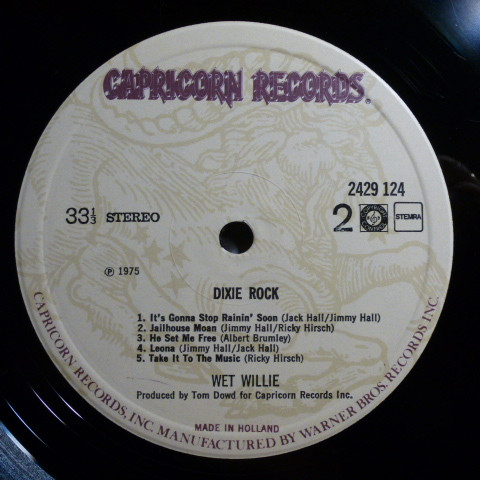 CAPRICORN RECORDS.
2429 124
33 1/3 STEREO
2
STEMRA
℗ 1975
DIXIE ROCK
1. It's Gonna Stop Rainin' Soon (Jack Hall/Jimmy Hall)
2. Jailhouse Moan (Jimmy Hall/Ricky Hirsch)
3. He Set Me Free (Albert Brumley)
4. Leona (Jimmy Hall/Jack Hall)
5. Take It To The Music (Ricky Hirsch)
WET WILLIE
Produced by Tom Dowd for Capricorn Records Inc.
MADE IN HOLLAND
CAPRICORN RECORDS, INC. MANUFACTURED BY WARNER BROS. RECORDS INC.